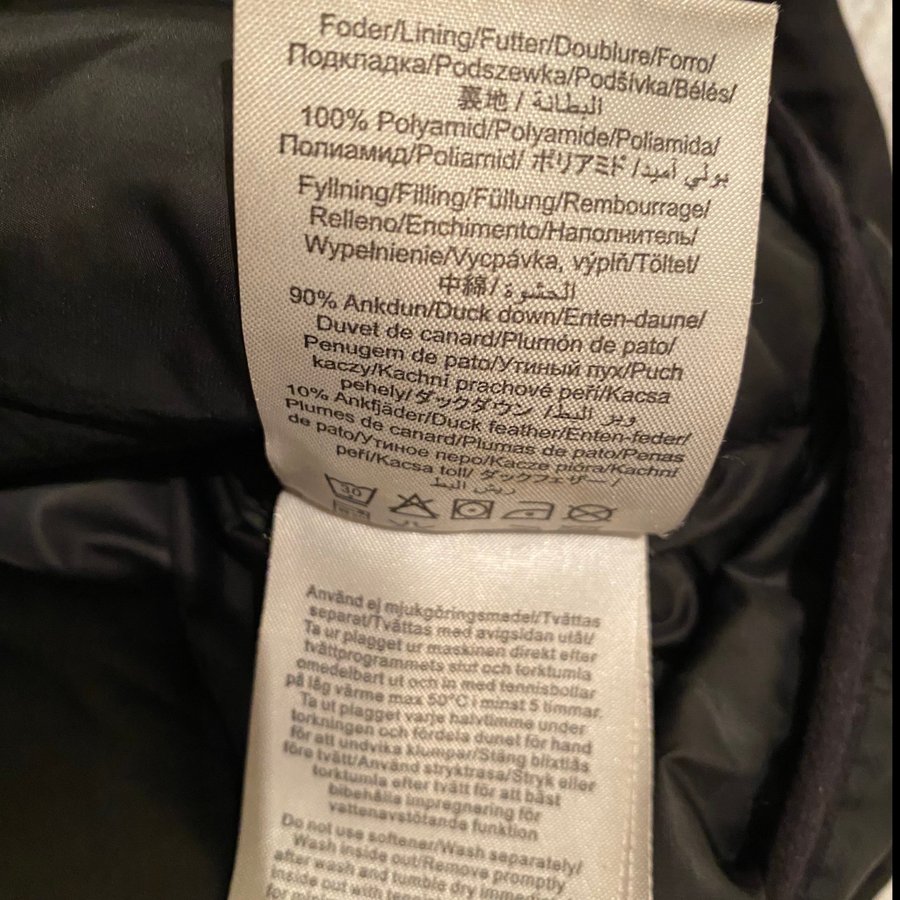 Foder/Lining/Futter/Doublure/Forro/
Подкладка/Podszewka/Podšívka/Bélés/
裏地/البطانة
100% Polyamid/Polyamide/Poliamida/
Полиамид/Poliamid/ポリアミド/بولي أميد/
Fyllning/Filling/Füllung/Rembourrage/
Relleno/Enchimento/Наполнитель/
Wypełnienie/Vycpávka, výplň/Töltet/
中綿/الحشوة
90% Ankdun/Duck down/Enten-daune/
Duvet de canard/Plumón de pato/
Penugem de pato/Утиный пух/Puch
kaczy/Kachní prachové peří/Kacsa
pehely/ダックダウン/وبر البط
10% Ankfjäder/Duck feather/Enten-feder/
Plumes de canard/Plumas de pato/Penas
de pato/Утиное перо/Kacze pióra/Kachní
peří/Kacsa toll/ダックフェザー/
ريش البط
30
Använd ej mjukgöringsmedel/Tvättas
separat/Tvättas med avigsidan utåt/
Ta ur plagget ur maskinen direkt efter
tvättprogrammets slut och torktumla
omedelbart ut och in med tennisbollar
på låg värme max 50°C i minst 5 timmar.
Ta ut plagget varje halvtimme under
torkningen och fördela dunet för hand
för att undvika klumpar/Stäng blixtlås
före tvätt/Använd stryktrasa/Stryk eller
torktumla efter tvätt för att bäst
bibehålla impregnering för
vattenavstötande funktion
Do not use softener/Wash separately/
Wash inside out/Remove promptly
after wash and tumble dry immediately
inside out with